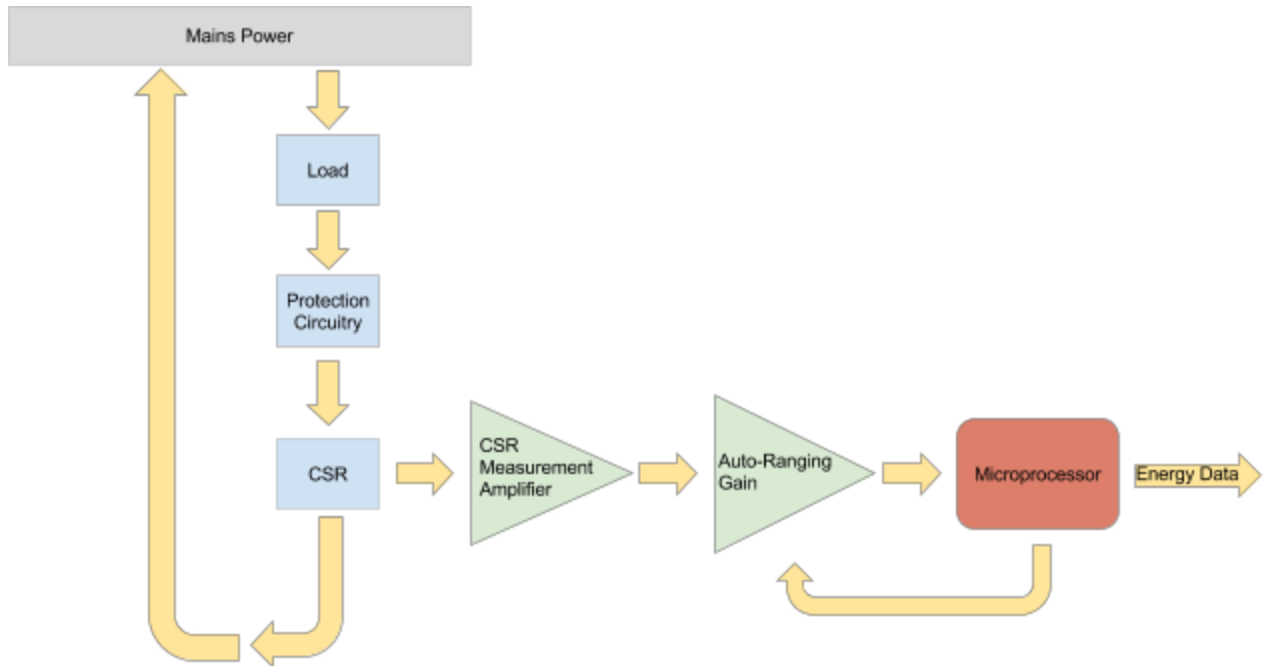 Mains Power
Load
Protection
Circuitry
CSR
CSR
Measurement
Amplifier
Auto-Ranging
Gain
Microprocessor
Energy Data